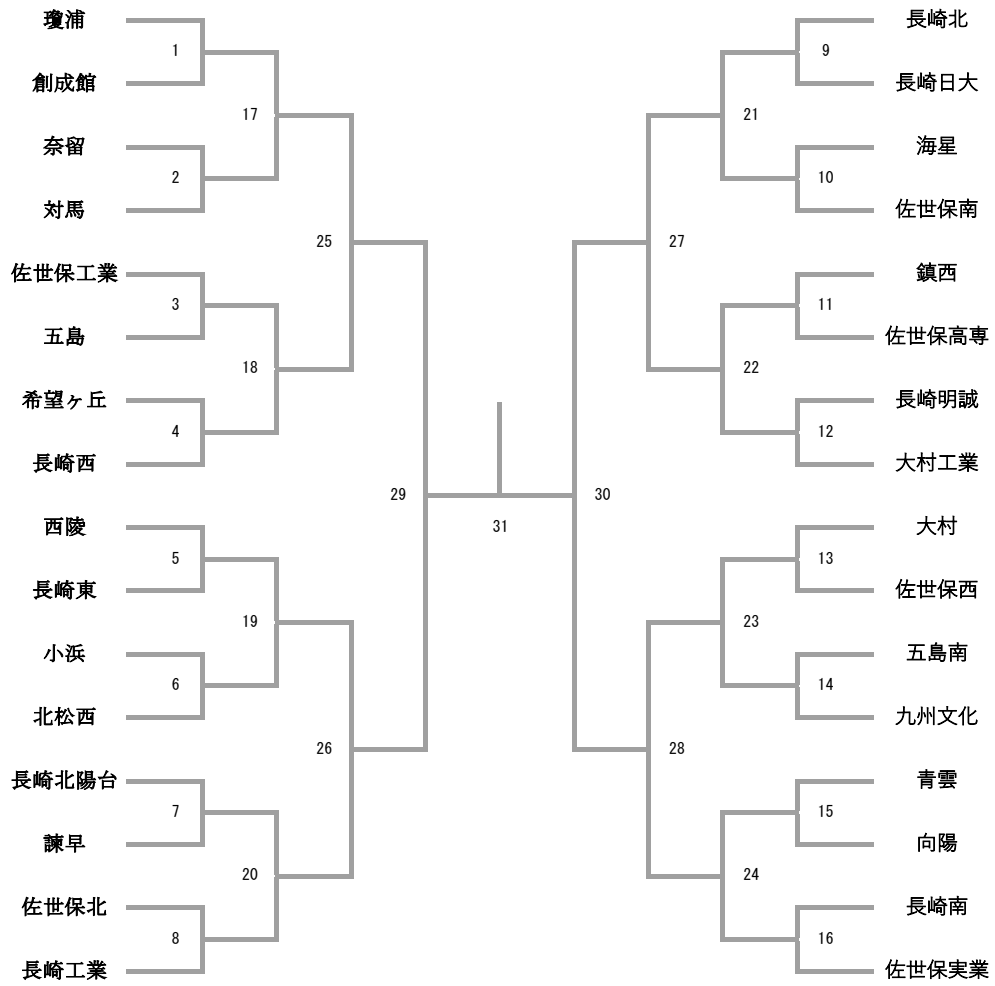 瓊浦
1
創成館
17
奈留
2
対馬
25
佐世保工業
3
五島
18
希望ヶ丘
4
長崎西
29
西陵
5
長崎東
19
小浜
6
北松西
26
長崎北陽台
7
諫早
20
佐世保北
8
長崎工業
31
長崎北
9
長崎日大
21
海星
10
佐世保南
27
鎮西
11
佐世保高専
22
長崎明誠
12
大村工業
30
大村
13
佐世保西
23
五島南
14
九州文化
28
青雲
15
向陽
24
長崎南
16
佐世保実業